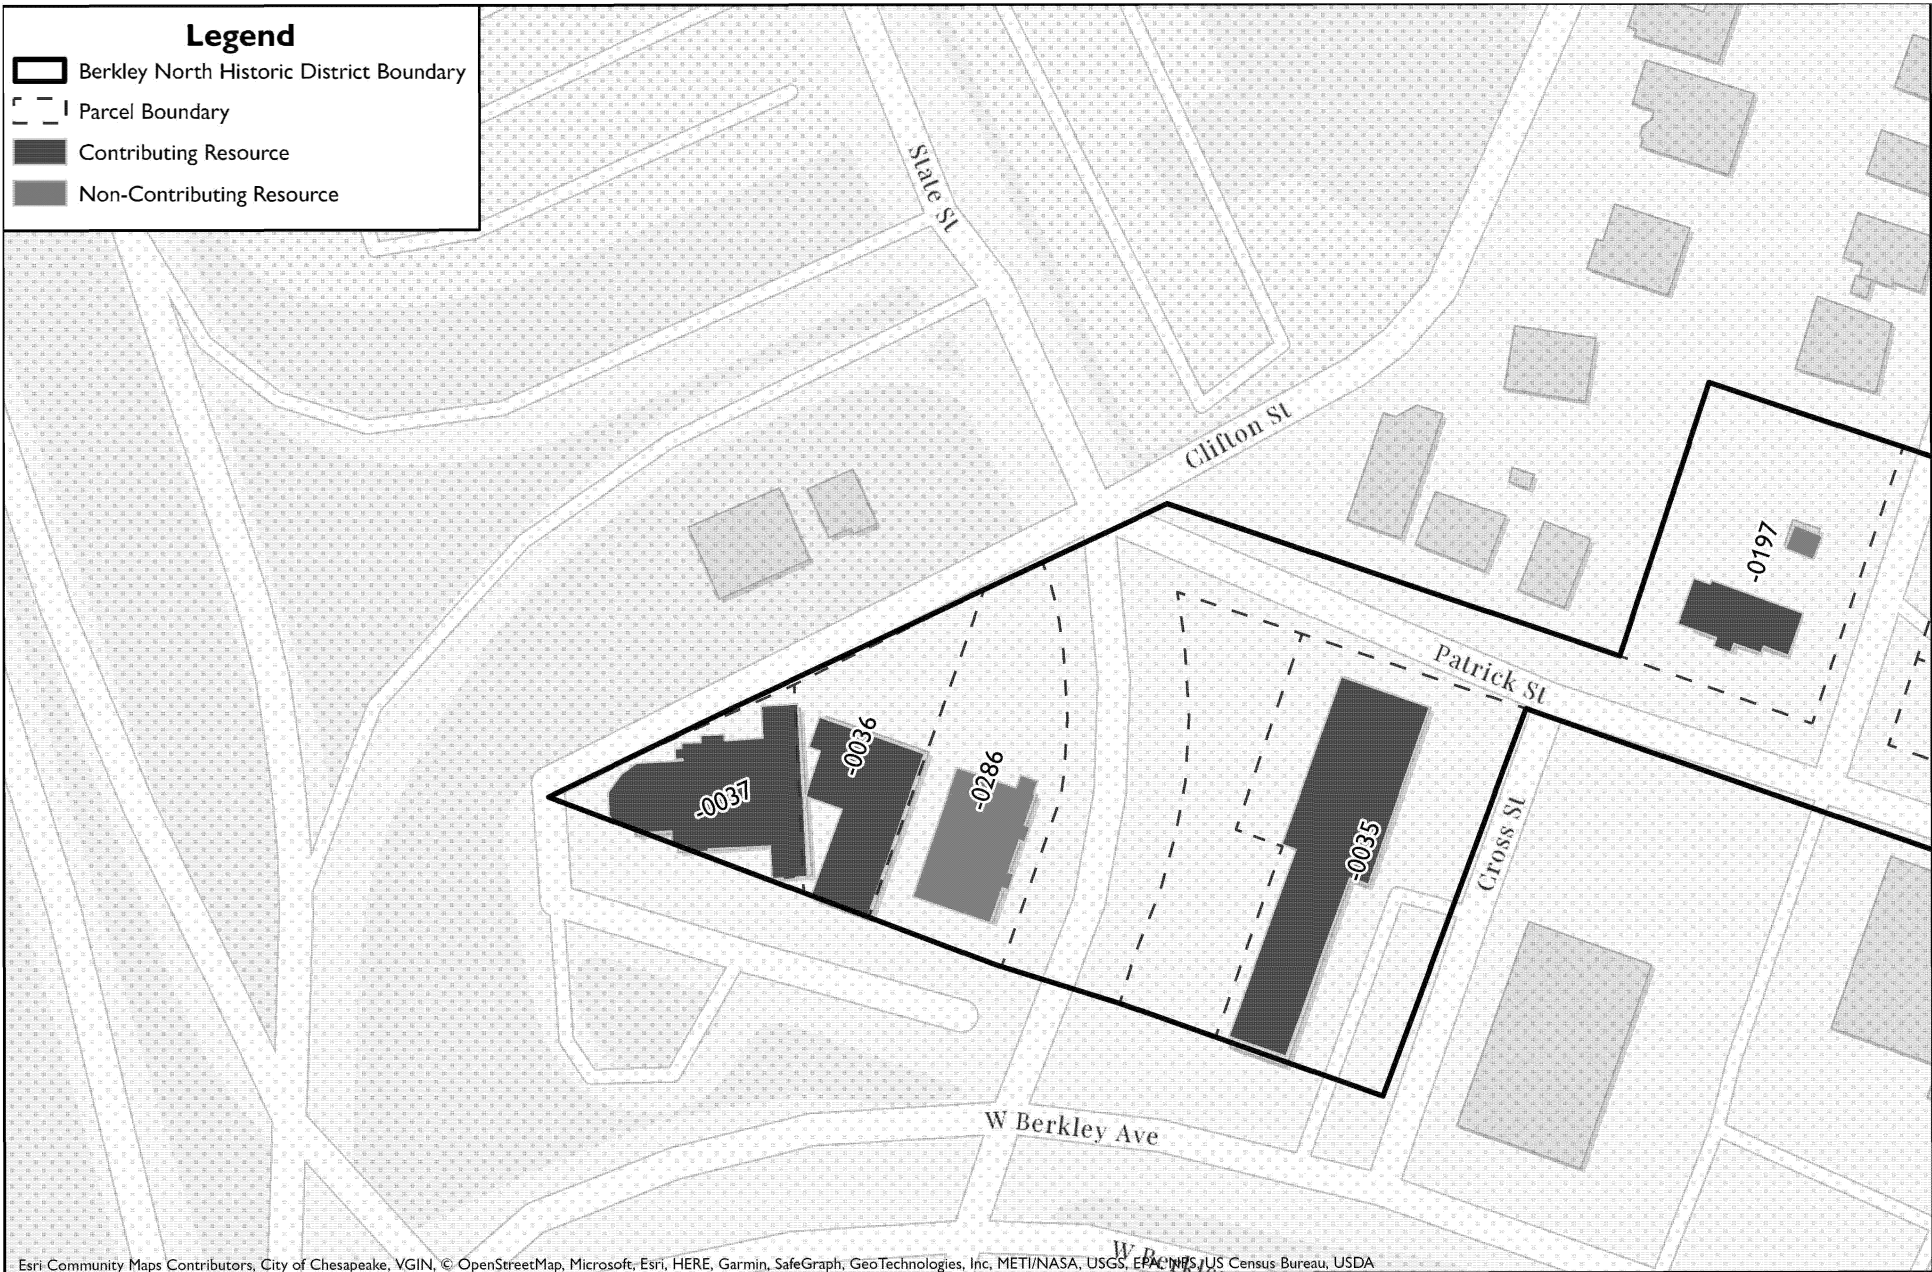 Legend
Berkley North Historic District Boundary
Parcel Boundary
Contributing Resource
Non-Contributing Resource
State St
Clifton St
-0197
Patrick St
-0036
-0037
-0286
-0035
Cross St
W Berkley Ave
W
Esri Community Maps Contributors, City of Chesapeake, VGIN, © OpenStreetMap, Microsoft, Esri, HERE, Garmin, SafeGraph, GeoTechnologies, Inc, METI/NASA, USGS, EPA, NPS, US Census Bureau, USDA